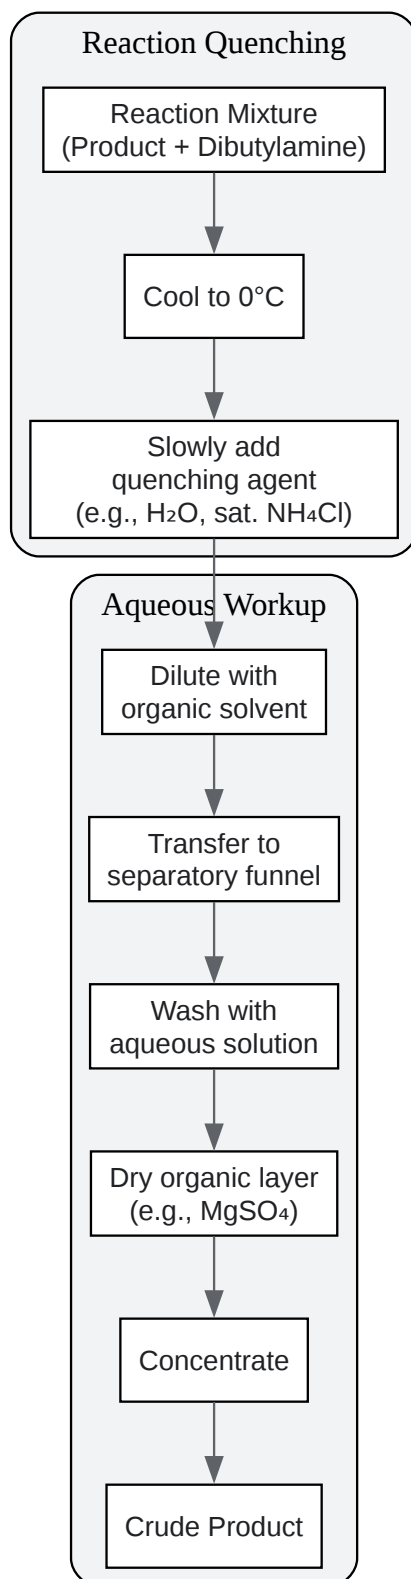 Reaction Quenching
Reaction Mixture
(Product + Dibutylamine)
Cool to 0°C
Slowly add
quenching agent
(e.g., H₂O, sat. NH₄Cl)
Aqueous Workup
Dilute with
organic solvent
Transfer to
separatory funnel
Wash with
aqueous solution
Dry organic layer
(e.g., MgSO₄)
Concentrate
Crude Product